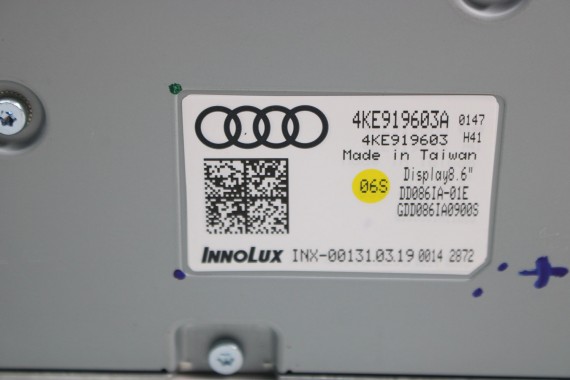 4KE919603A 0147
4KE919603 H41
Made in Taiwan
06S
Display8.6"
DD086IA-01E
GDD086IA0900S
INNOLUX INX-00131.03.19 0014 2872